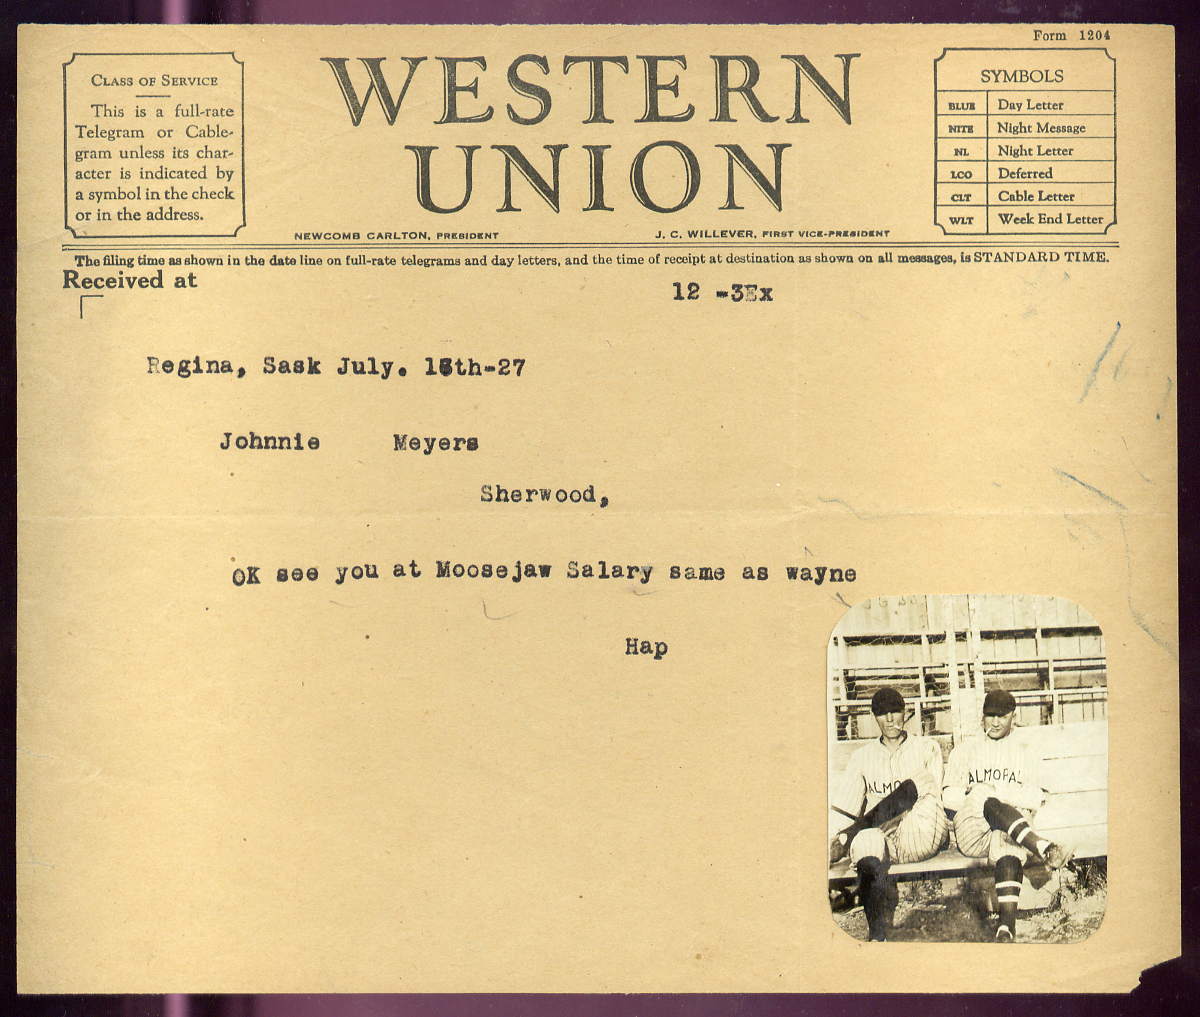 Form 1204
CLASS OF SERVICE
This is a full-rate
Telegram or Cable-
gram unless its char-
acter is indicated by
a symbol in the check
or in the address.
WESTERN
UNION
NEWCOMB CARLTON, PRESIDENT
J. C. WILLEVER, FIRST VICE-PRESIDENT
SYMBOLS
BLUE Day Letter
NITE Night Message
NL Night Letter
LCO Deferred
CLT Cable Letter
WLT Week End Letter
The filing time as shown in the date line on full-rate telegrams and day letters, and the time of receipt at destination as shown on all messages, is STANDARD TIME.
Received at
12 -3Ex
Regina, Sask July.
Johnnie Meyers
Sherwood,
OK see you at Moosejaw Salary same as wayne
Hap
ALMO
ALMORAL